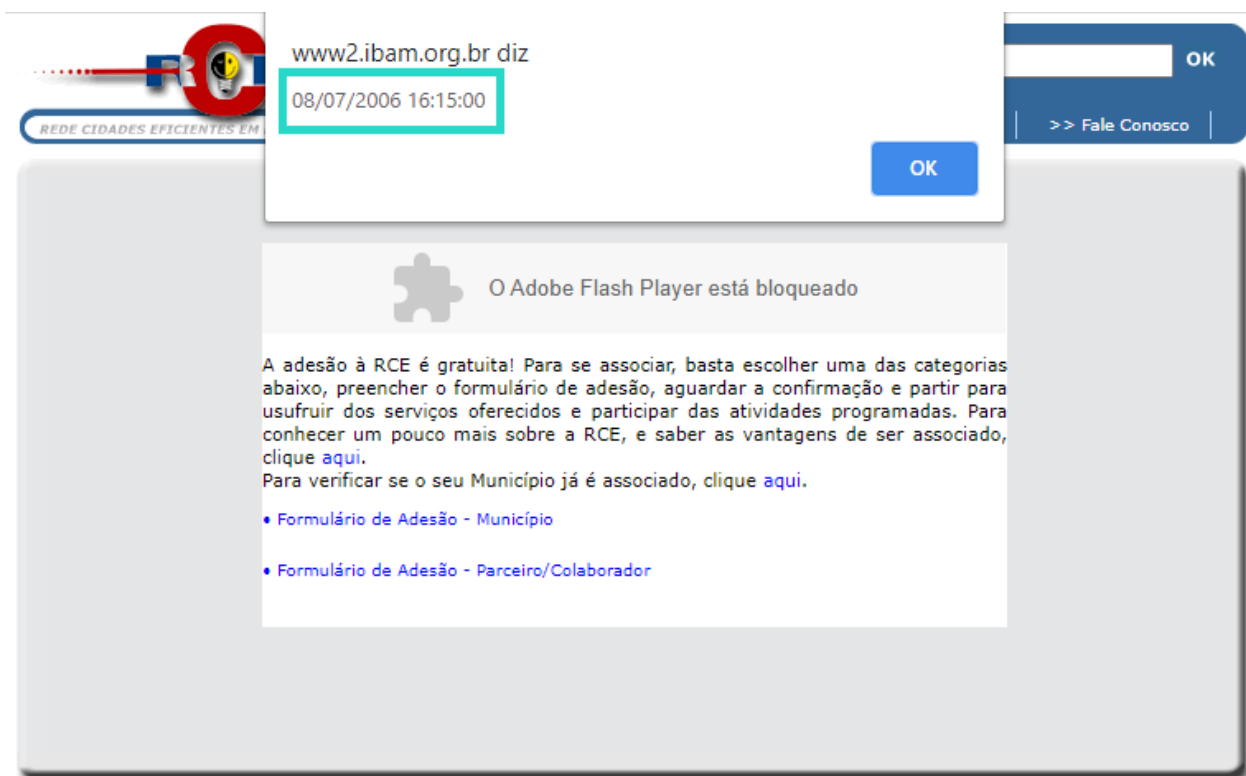 www2.ibam.org.br diz
08/07/2006 16:15:00
OK
OK
REDE CIDADES EFICIENTES EM
>> Fale Conosco
O Adobe Flash Player está bloqueado
A adesão à RCE é gratuita! Para se associar, basta escolher uma das categorias
abaixo, preencher o formulário de adesão, aguardar a confirmação e partir para
usufruir dos serviços oferecidos e participar das atividades programadas. Para
conhecer um pouco mais sobre a RCE, e saber as vantagens de ser associado,
clique aqui.
Para verificar se o seu Município já é associado, clique aqui.
• Formulário de Adesão - Município
• Formulário de Adesão - Parceiro/Colaborador